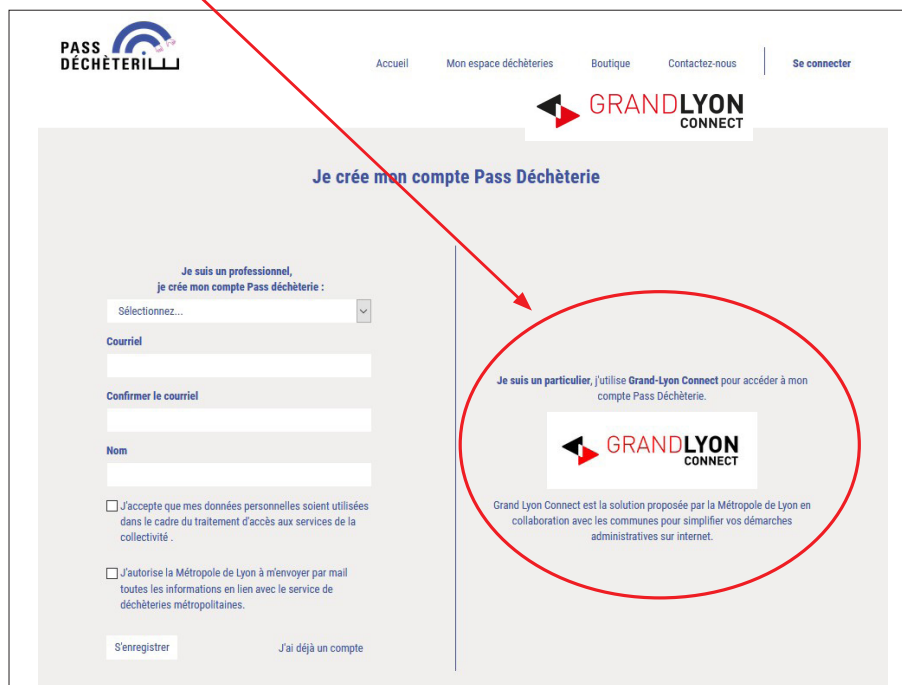 PASS
DÉCHÈTERIE
Accueil
Mon espace déchèteries
Boutique
Contactez-nous
Se connecter
GRANDLYON
CONNECT
Je crée mon compte Pass Déchèterie
Je suis un professionnel,
je crée mon compte Pass déchèterie :
Sélectionnez...
Courriel
Confirmer le courriel
Nom
J'accepte que mes données personnelles soient utilisées
dans le cadre du traitement d'accès aux services de la
collectivité .
J'autorise la Métropole de Lyon à m'envoyer par mail
toutes les informations en lien avec le service de
déchèteries métropolitaines.
S'enregistrer
J'ai déjà un compte
Je suis un particulier, j'utilise Grand-Lyon Connect pour accéder à mon
compte Pass Déchèterie.
GRANDLYON
CONNECT
Grand Lyon Connect est la solution proposée par la Métropole de Lyon en
collaboration avec les communes pour simplifier vos démarches
administratives sur internet.